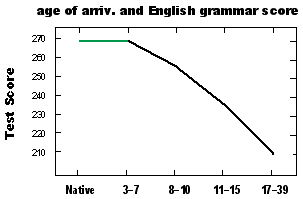 age of arriv. and English grammar score
270
260
250
240
230
220
210
Test Score
Native 3–7 8–10 11–15 17–39